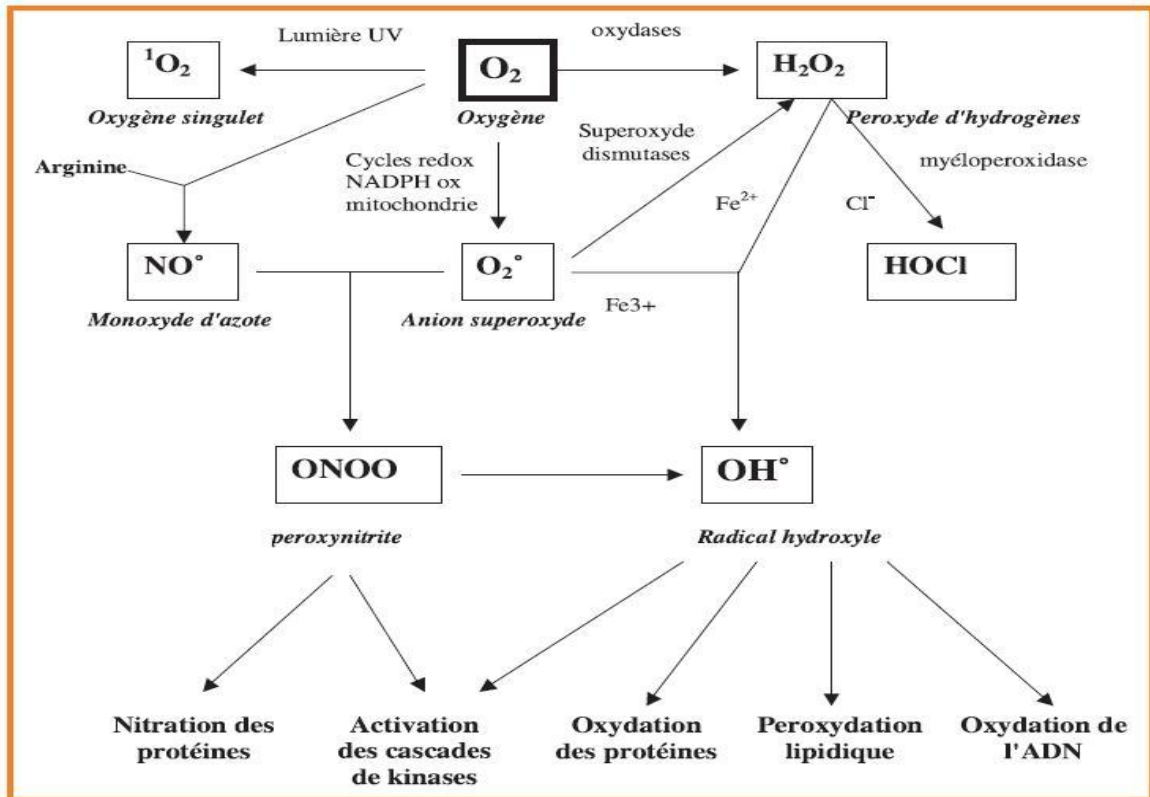 Lumière UV
oxydases
¹O₂
O₂
H₂O₂
Oxygène singulet
Oxygène
Peroxyde d'hydrogènes
Superoxyde
dismutases
myéloperoxidase
Arginine
Cycles redox
NADPH ox
mitochondrie
Fe²⁺
Cl⁻
NO°
O₂°
HOCl
Monoxyde d'azote
Anion superoxyde
Fe3+
ONOO
OH°
peroxynitrite
Radical hydroxyle
Nitration des
protéines
Activation
des cascades
de kinases
Oxydation
des protéines
Peroxydation
lipidique
Oxydation de
l'ADN